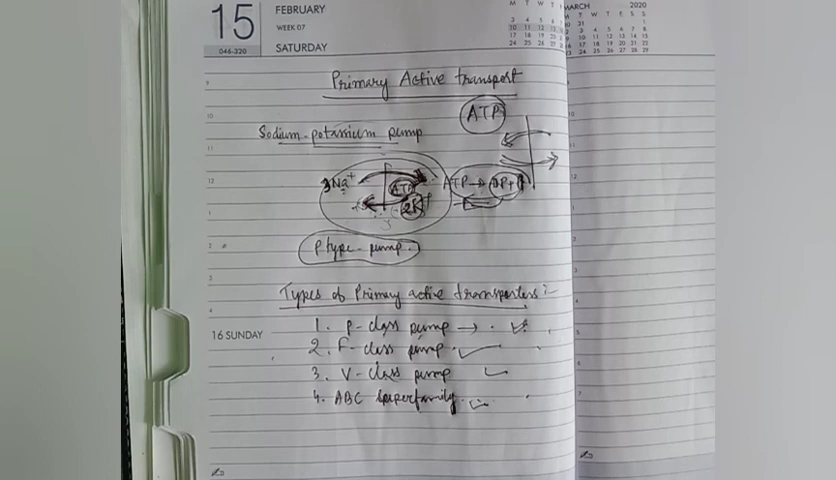 15
FEBRUARY
WEEK 07
046-320
SATURDAY
MARCH 2020
Primary Active transport
ATP
Sodium-potassium pump
3Na+
ATP
2K+
ATP → ADP+P
P type pump.
Types of Primary active transporters:-
1. P-class pump →
2. F-class pump
16 SUNDAY
3. V-class pump
4. ABC Superfamily